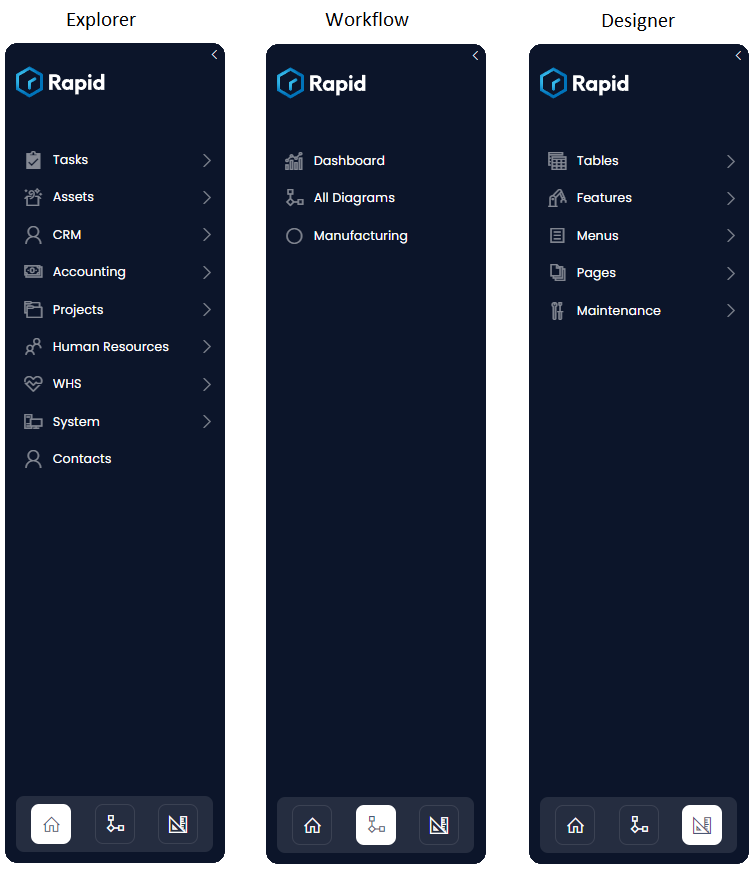 Explorer
Rapid
Tasks
Assets
CRM
Accounting
Projects
Human Resources
WHS
System
Contacts
Workflow
Rapid
Dashboard
All Diagrams
Manufacturing
Designer
Rapid
Tables
Features
Menus
Pages
Maintenance